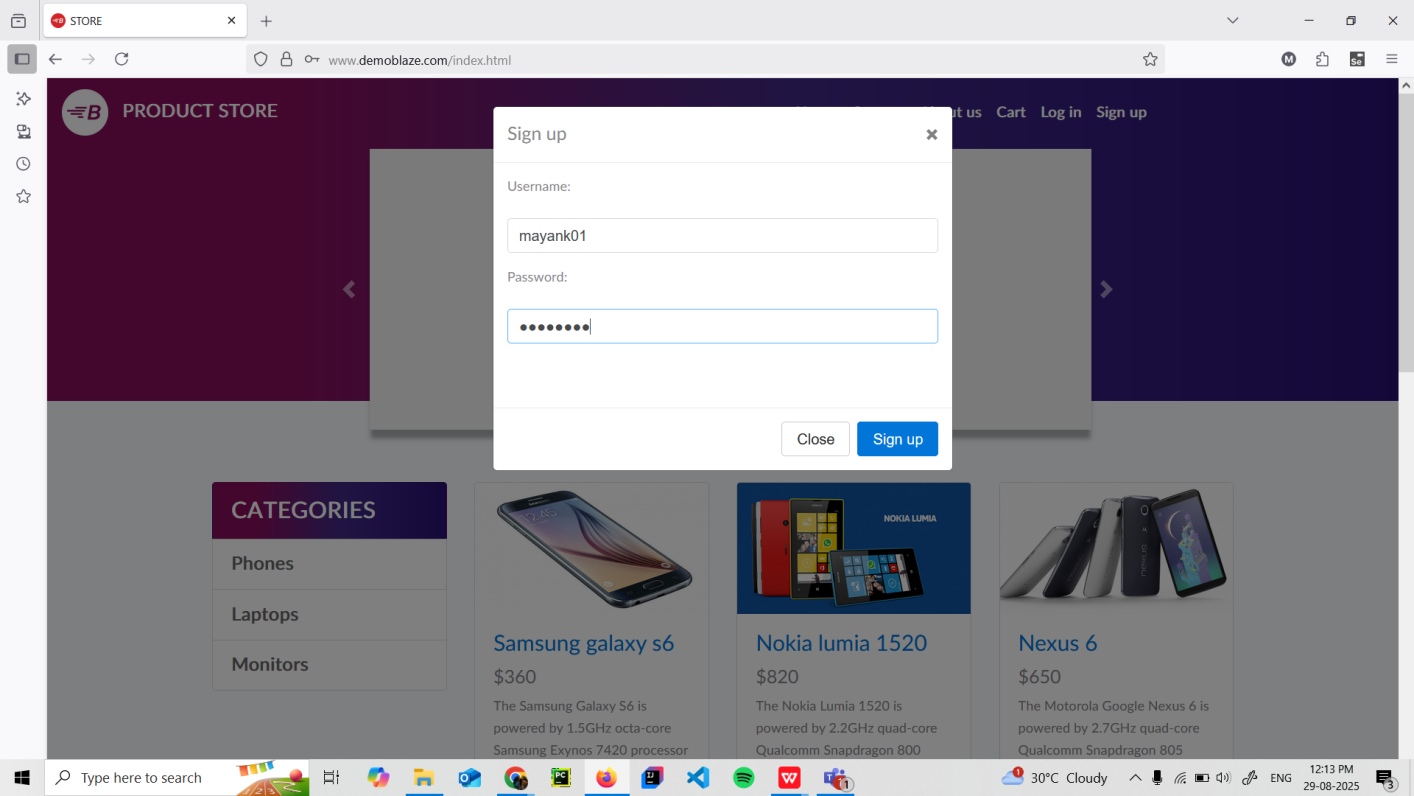 STORE
www.demoblaze.com/index.html
PRODUCT STORE
ut us Cart Log in Sign up
Sign up
Username:
mayank01
Password:
Close
Sign up
CATEGORIES
Phones
Laptops
Monitors
12:45
NOKIA LUMIA
Samsung galaxy s6
$360
The Samsung Galaxy S6 is
powered by 1.5GHz octa-core
Samsung Exynos 7420 processor
Nokia lumia 1520
$820
The Nokia Lumia 1520 is
powered by 2.2GHz quad-core
Qualcomm Snapdragon 800
Nexus 6
$650
The Motorola Google Nexus 6 is
powered by 2.7GHz quad-core
Qualcomm Snapdragon 805
Type here to search
30°C Cloudy
ENG
12:13 PM
29-08-2025